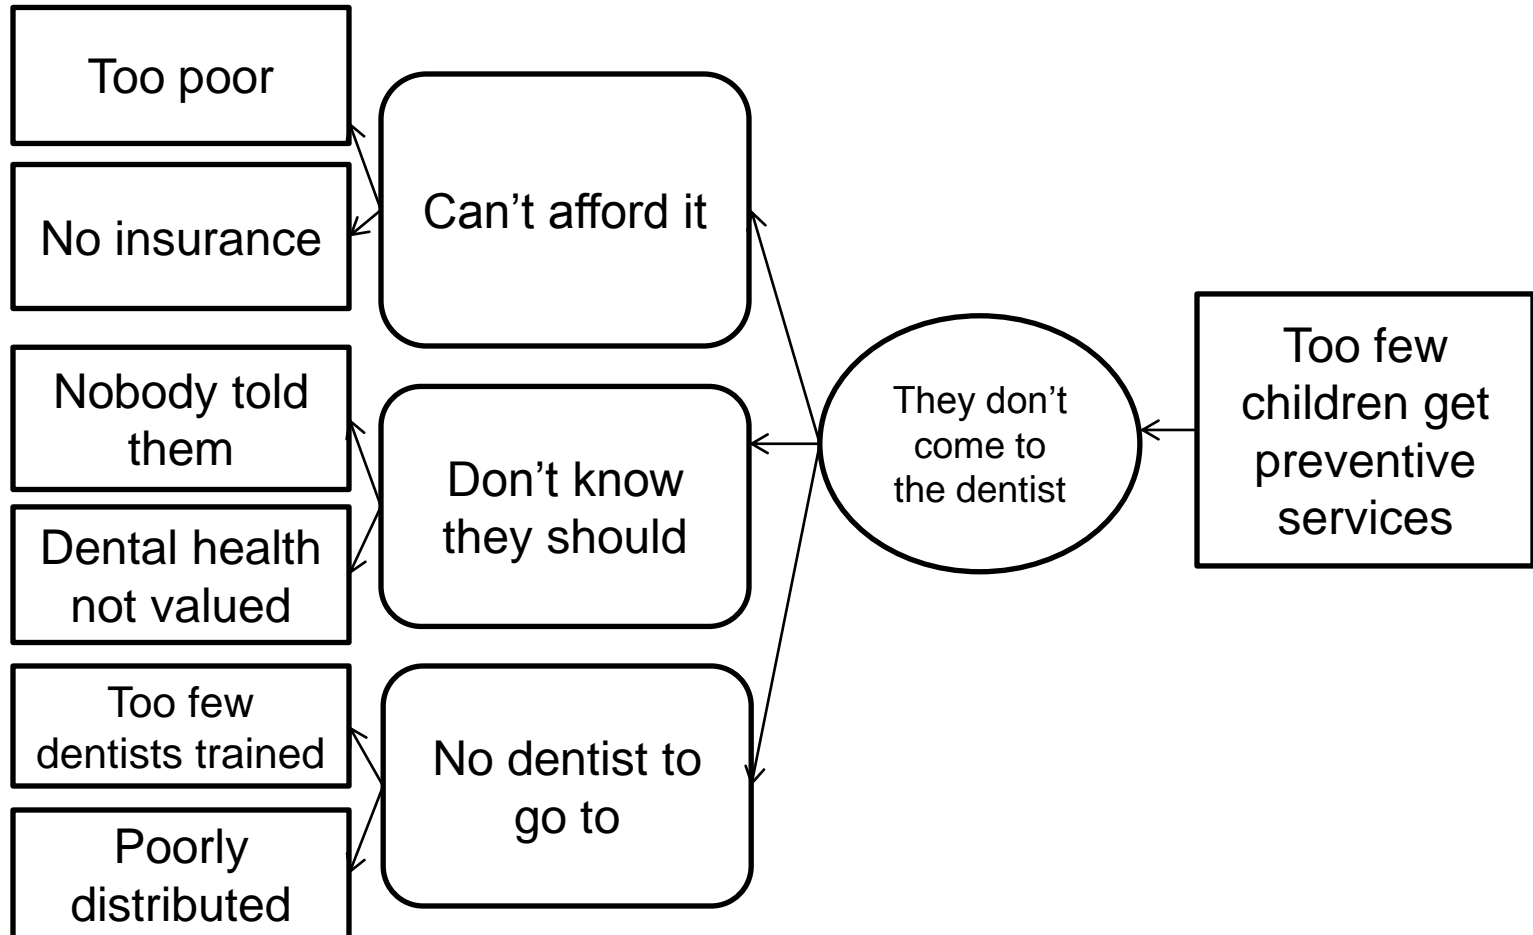 Too poor
No insurance
Can’t afford it
Nobody told
them
Dental health
not valued
Don’t know
they should
Too few
dentists trained
Poorly
distributed
No dentist to
go to
They don’t
come to
the dentist
Too few
children get
preventive
services